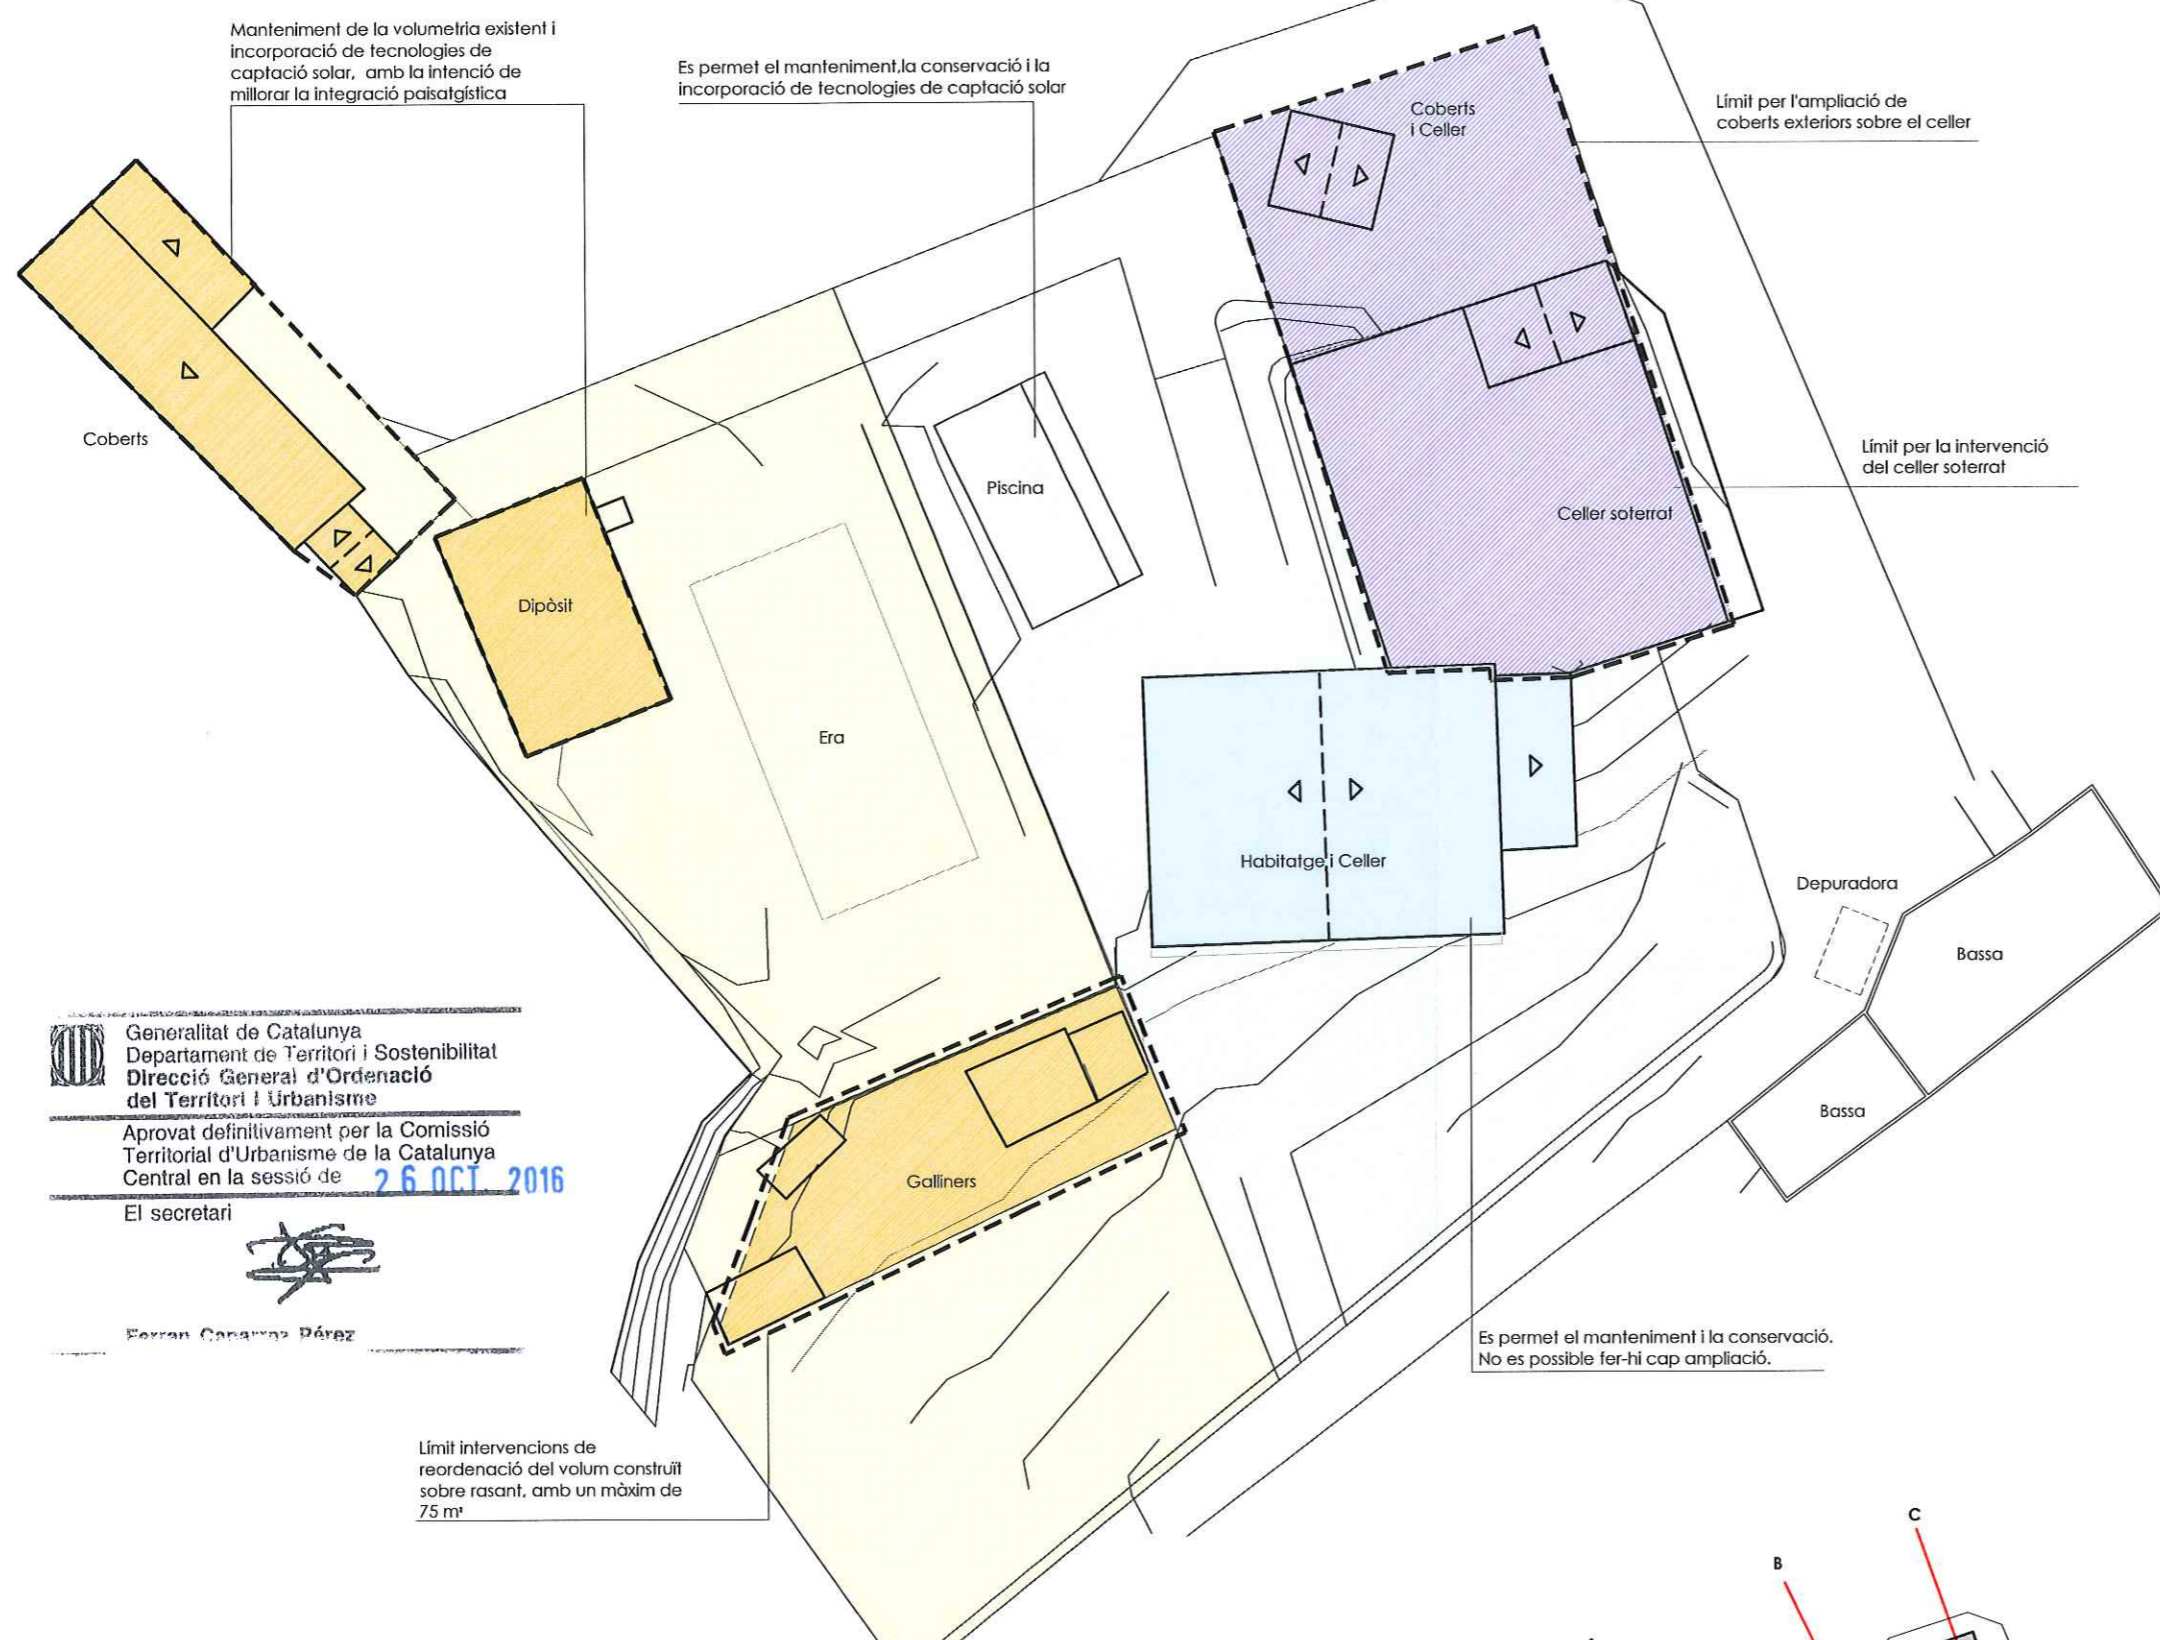 Manteniment de la volumetria existent i
incorporació de tecnologies de
captació solar, amb la intenció de
millorar la integració paisatgística
Es permet el manteniment,la conservació i la
incorporació de tecnologies de captació solar
Coberts
i Celler
Límit per l'ampliació de
coberts exteriors sobre el celler
Coberts
Límit per la intervenció
del celler soterrat
Piscina
Celler soterrat
Dipòsit
Era
Habitatge i Celler
Depuradora
Bassa
Bassa
Galliners
Generalitat de Catalunya
Departament de Territori i Sostenibilitat
Direcció General d'Ordenació
del Territori i Urbanisme
Aprovat definitivament per la Comissió
Territorial d'Urbanisme de la Catalunya
Central en la sessió de 26 OCT. 2016
El secretari
Ferran Pérez
Es permet el manteniment i la conservació.
No es possible fer-hi cap ampliació.
Límit intervencions de
reordenació del volum construït
sobre rasant, amb un màxim de
75 m²
C
B